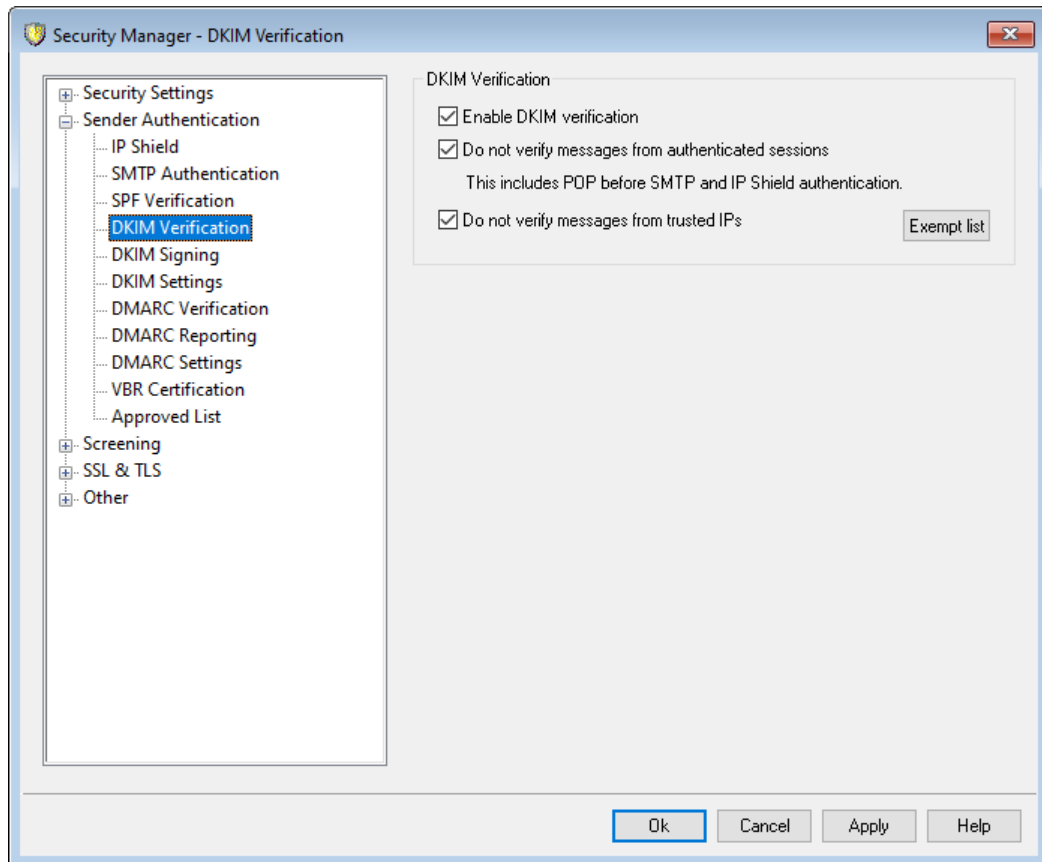 Security Manager - DKIM Verification
Security Settings
Sender Authentication
IP Shield
SMTP Authentication
SPF Verification
DKIM Verification
DKIM Signing
DKIM Settings
DMARC Verification
DMARC Reporting
DMARC Settings
VBR Certification
Approved List
Screening
SSL & TLS
Other
DKIM Verification
Enable DKIM verification
Do not verify messages from authenticated sessions
This includes POP before SMTP and IP Shield authentication.
Do not verify messages from trusted IPs
Exempt list
Ok Cancel Apply Help